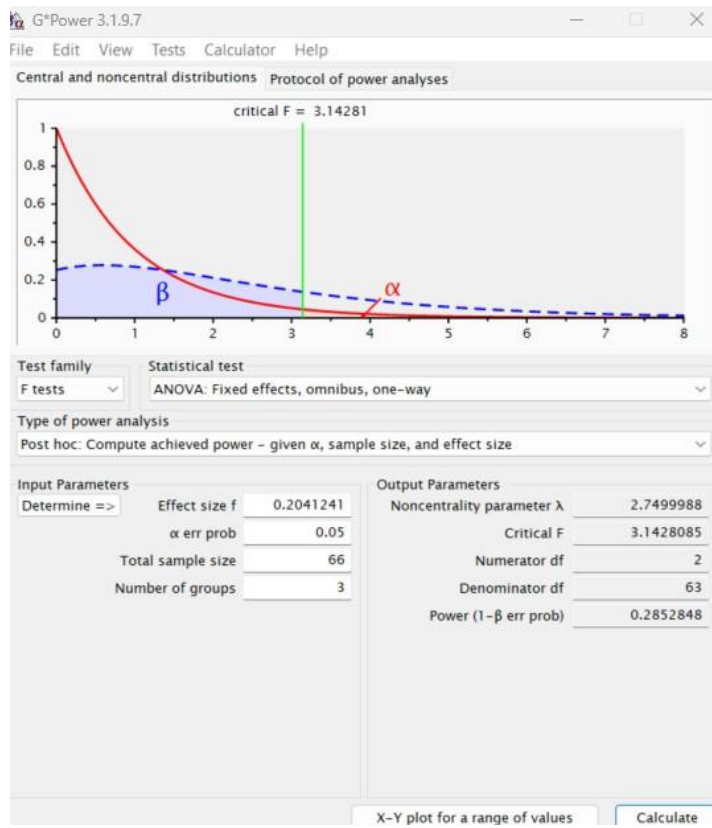 G*Power 3.1.9.7
File Edit View Tests Calculator Help
Central and noncentral distributions Protocol of power analyses
critical F = 3.14281
1
0.8
0.6
0.4
0.2
0
β
α
0 1 2 3 4 5 6 7 8
Test family Statistical test
F tests ANOVA: Fixed effects, omnibus, one-way
Type of power analysis
Post hoc: Compute achieved power – given α, sample size, and effect size
Input Parameters Output Parameters
Determine => Effect size f 0.2041241 Noncentrality parameter λ 2.7499988
α err prob 0.05 Critical F 3.1428085
Total sample size 66 Numerator df 2
Number of groups 3 Denominator df 63
Power (1-β err prob) 0.2852848
X-Y plot for a range of values Calculate